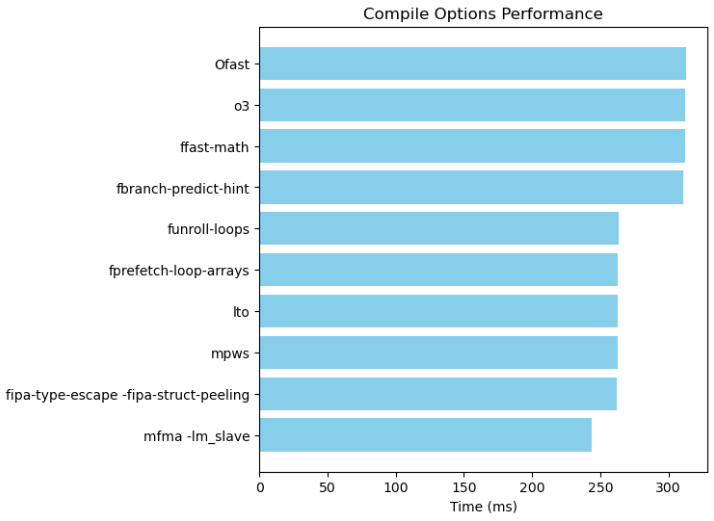 Compile Options Performance
Ofast
o3
ffast-math
fbranch-predict-hint
funroll-loops
fprefetch-loop-arrays
lto
mpws
fipa-type-escape -fipa-struct-peeling
mfma -lm_slave
0 50 100 150 200 250 300
Time (ms)